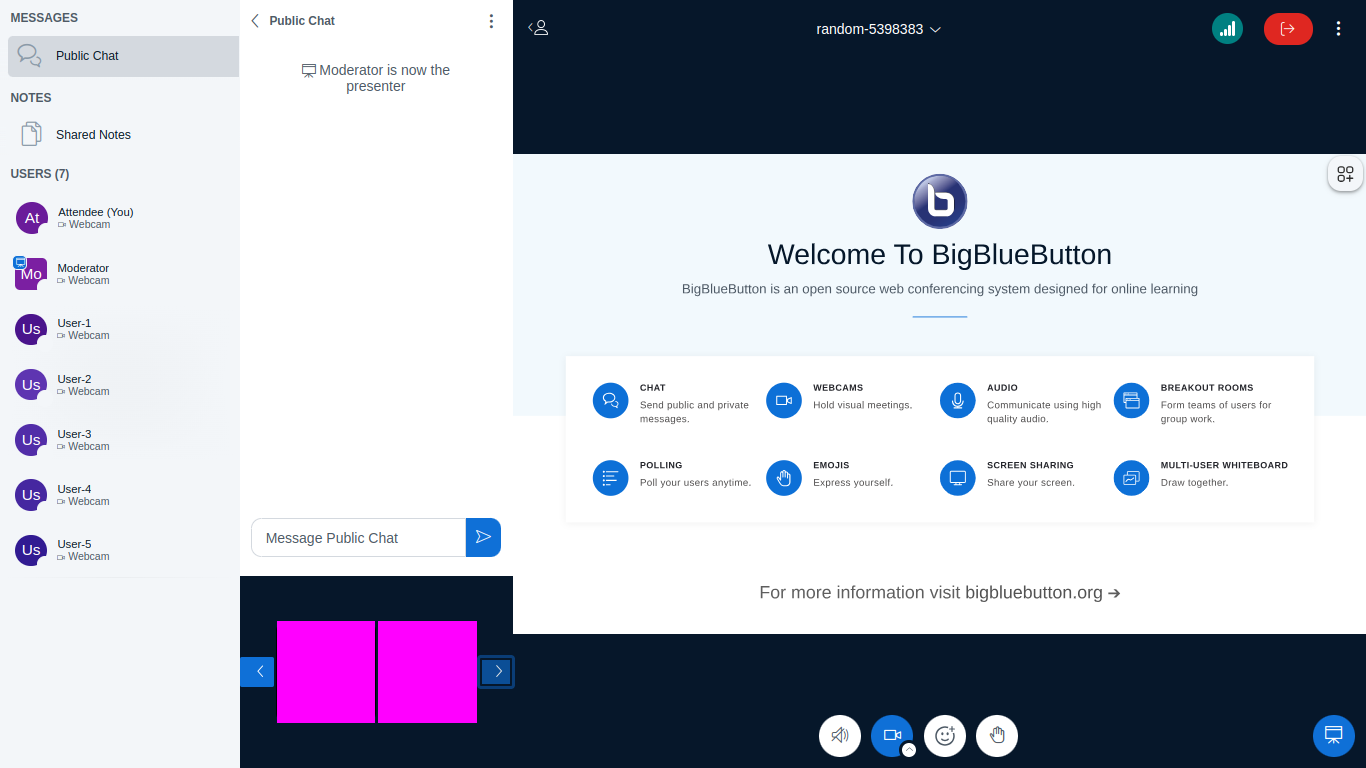 MESSAGES
Public Chat
NOTES
Shared Notes
USERS (7)
At
Attendee (You)
Webcam
Mo
Moderator
Webcam
Us
User-1
Webcam
Us
User-2
Webcam
Us
User-3
Webcam
Us
User-4
Webcam
Us
User-5
Webcam
Public Chat
Moderator is now the
presenter
Message Public Chat
random-5398383
Welcome To BigBlueButton
BigBlueButton is an open source web conferencing system designed for online learning
CHAT
Send public and private
messages.
WEBCAMS
Hold visual meetings.
AUDIO
Communicate using high
quality audio.
BREAKOUT ROOMS
Form teams of users for
group work.
POLLING
Poll your users anytime.
EMOJIS
Express yourself.
SCREEN SHARING
Share your screen.
MULTI-USER WHITEBOARD
Draw together.
For more information visit bigbluebutton.org →